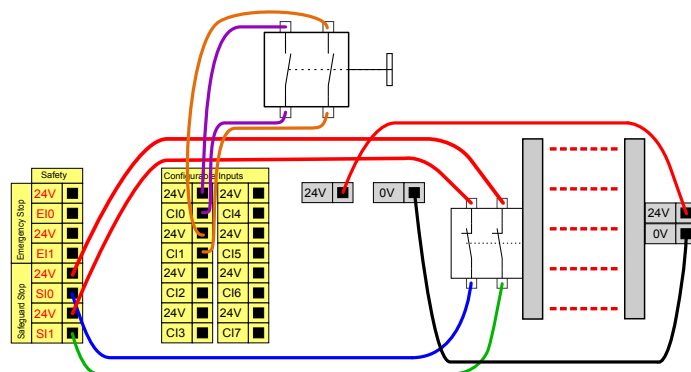 Safety
Emergency Stop
24V
EI0
24V
EI1
Safeguard Stop
24V
SI0
24V
SI1
Configurable Inputs
24V 24V
CI0 CI4
24V 24V
CI1 CI5
24V 24V
CI2 CI6
24V 24V
CI3 CI7
24V
0V
24V
0V